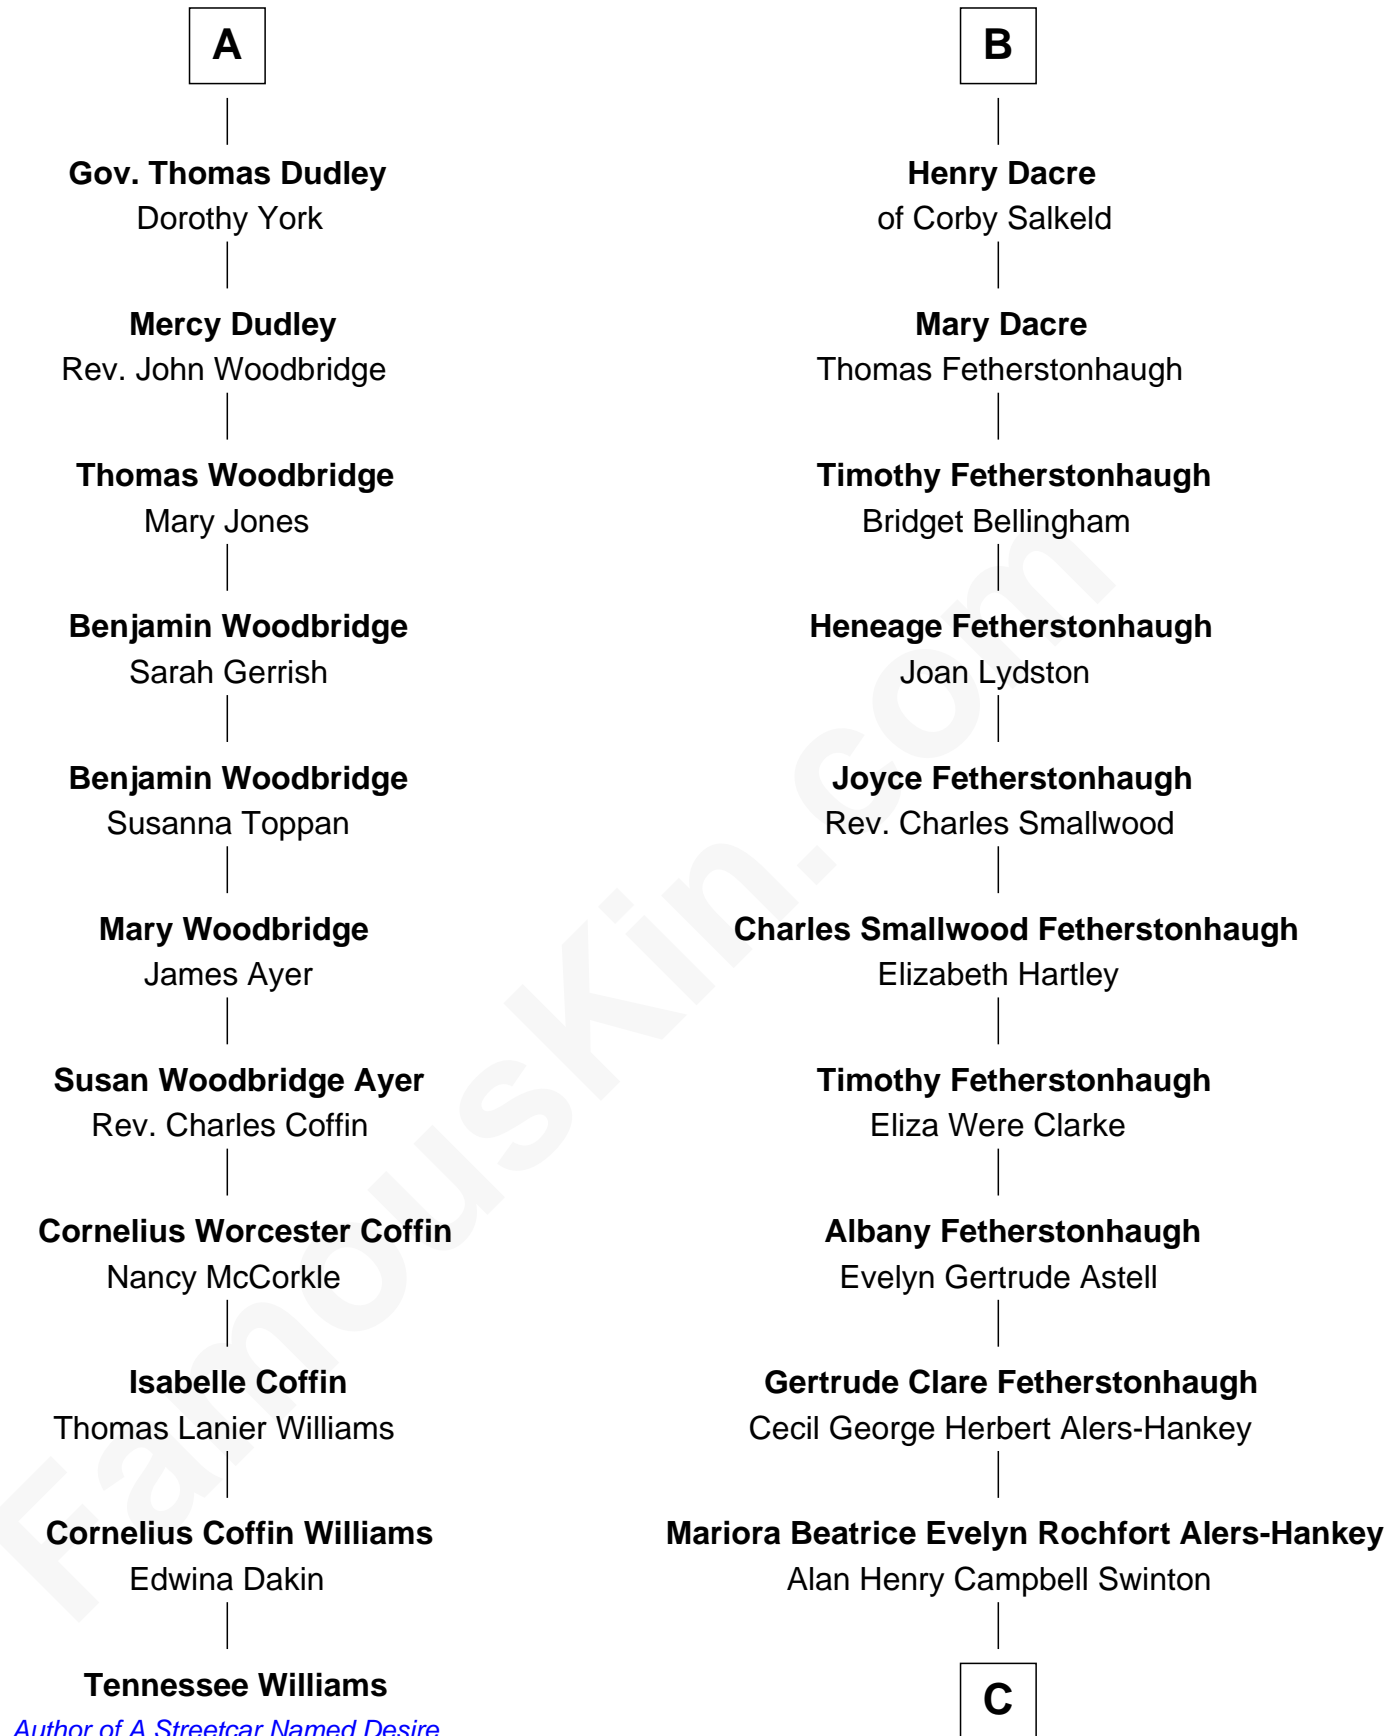 A
Gov. Thomas Dudley
Dorothy York
Mercy Dudley
Rev. John Woodbridge
Thomas Woodbridge
Mary Jones
Benjamin Woodbridge
Sarah Gerrish
Benjamin Woodbridge
Susanna Toppan
Mary Woodbridge
James Ayer
Susan Woodbridge Ayer
Rev. Charles Coffin
Cornelius Worcester Coffin
Nancy McCorkle
Isabelle Coffin
Thomas Lanier Williams
Cornelius Coffin Williams
Edwina Dakin
Tennessee Williams
Author of A Streetcar Named Desire
B
Henry Dacre
of Corby Salkeld
Mary Dacre
Thomas Fetherstonhaugh
Timothy Fetherstonhaugh
Bridget Bellingham
Heneage Fetherstonhaugh
Joan Lydston
Joyce Fetherstonhaugh
Rev. Charles Smallwood
Charles Smallwood Fetherstonhaugh
Elizabeth Hartley
Timothy Fetherstonhaugh
Eliza Were Clarke
Albany Fetherstonhaugh
Evelyn Gertrude Astell
Gertrude Clare Fetherstonhaugh
Cecil George Herbert Alers-Hankey
Mariora Beatrice Evelyn Rochfort Alers-Hankey
Alan Henry Campbell Swinton
C
FamousKin.com